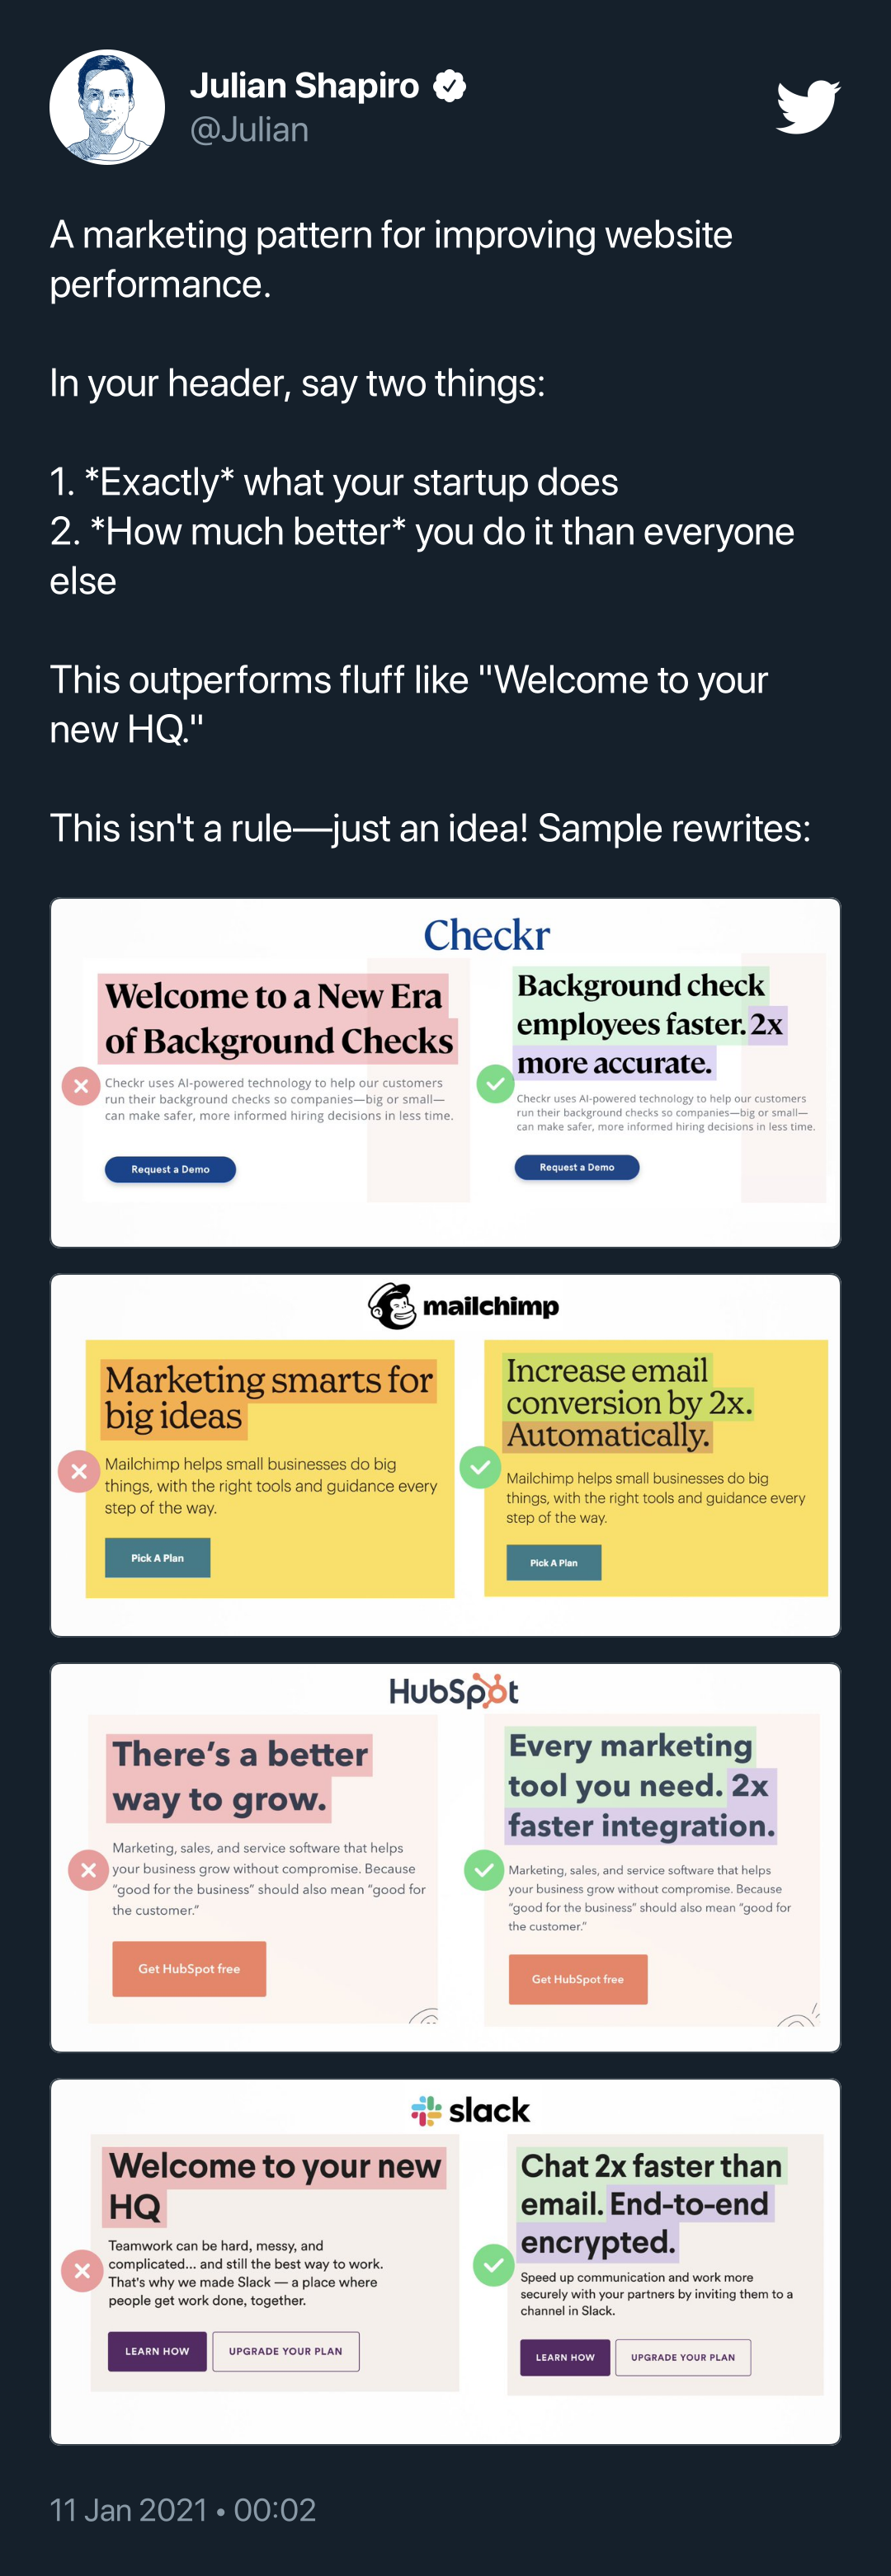 Julian Shapiro
@Julian
A marketing pattern for improving website
performance.
In your header, say two things:
1. *Exactly* what your startup does
2. *How much better* you do it than everyone
else
This outperforms fluff like "Welcome to your
new HQ."
This isn't a rule—just an idea! Sample rewrites:
Checkr
Welcome to a New Era
of Background Checks
Checkr uses AI-powered technology to help our customers
run their background checks so companies—big or small—
can make safer, more informed hiring decisions in less time.
Request a Demo
Background check
employees faster. 2x
more accurate.
Checkr uses AI-powered technology to help our customers
run their background checks so companies—big or small—
can make safer, more informed hiring decisions in less time.
Request a Demo
mailchimp
Marketing smarts for
big ideas
Mailchimp helps small businesses do big
things, with the right tools and guidance every
step of the way.
Pick A Plan
Increase email
conversion by 2x.
Automatically.
Mailchimp helps small businesses do big
things, with the right tools and guidance every
step of the way.
Pick A Plan
HubSpot
There's a better
way to grow.
Marketing, sales, and service software that helps
your business grow without compromise. Because
"good for the business" should also mean "good for
the customer."
Get HubSpot free
Every marketing
tool you need. 2x
faster integration.
Marketing, sales, and service software that helps
your business grow without compromise. Because
"good for the business" should also mean "good for
the customer."
Get HubSpot free
slack
Welcome to your new
HQ
Teamwork can be hard, messy, and
complicated... and still the best way to work.
That's why we made Slack — a place where
people get work done, together.
LEARN HOW
UPGRADE YOUR PLAN
Chat 2x faster than
email. End-to-end
encrypted.
Speed up communication and work more
securely with your partners by inviting them to a
channel in Slack.
LEARN HOW
UPGRADE YOUR PLAN
11 Jan 2021 • 00:02